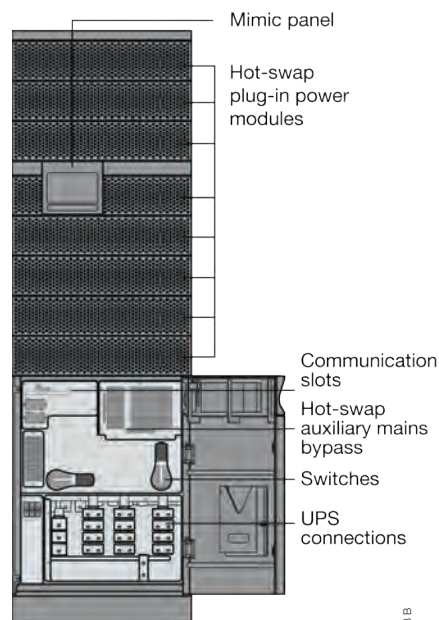 Mimic panel
Hot-swap
plug-in power
modules
Communication
slots
Hot-swap
auxiliary mains
bypass
Switches
UPS
connections